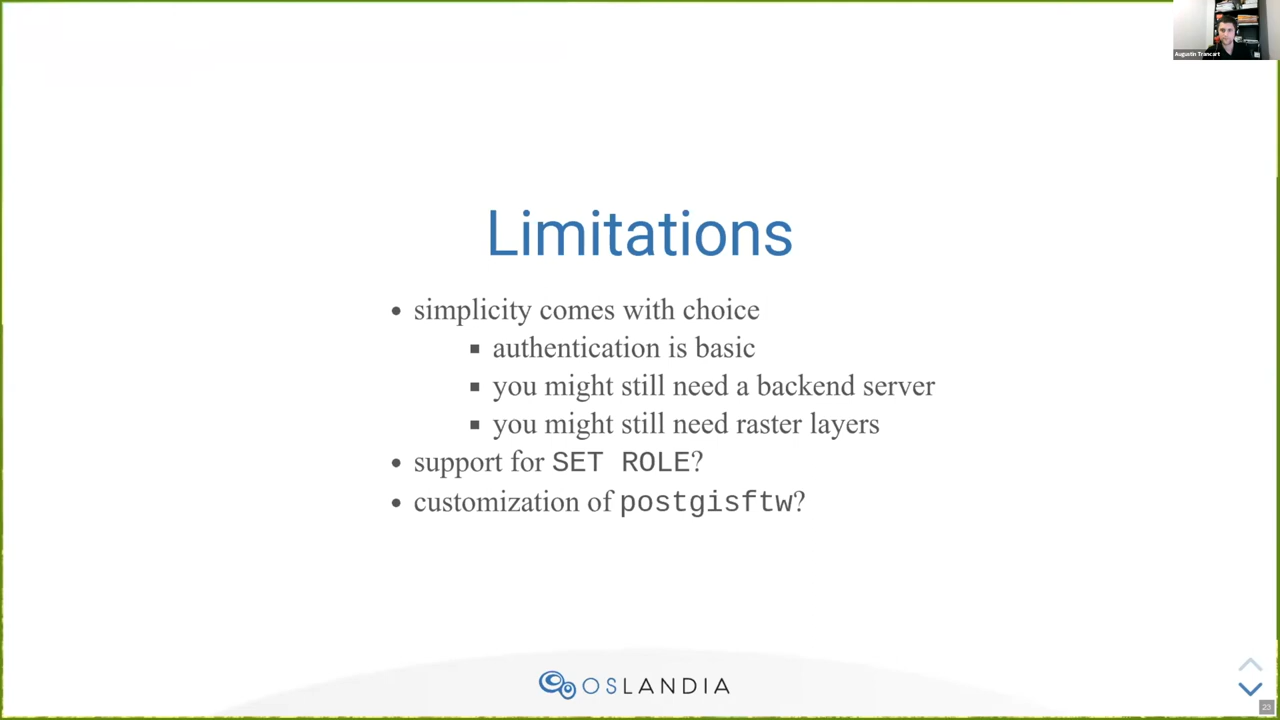 Augustin Trancart
Limitations
• simplicity comes with choice
▪ authentication is basic
▪ you might still need a backend server
▪ you might still need raster layers
• support for SET ROLE?
• customization of postgisftw?
OSLANDIA
23